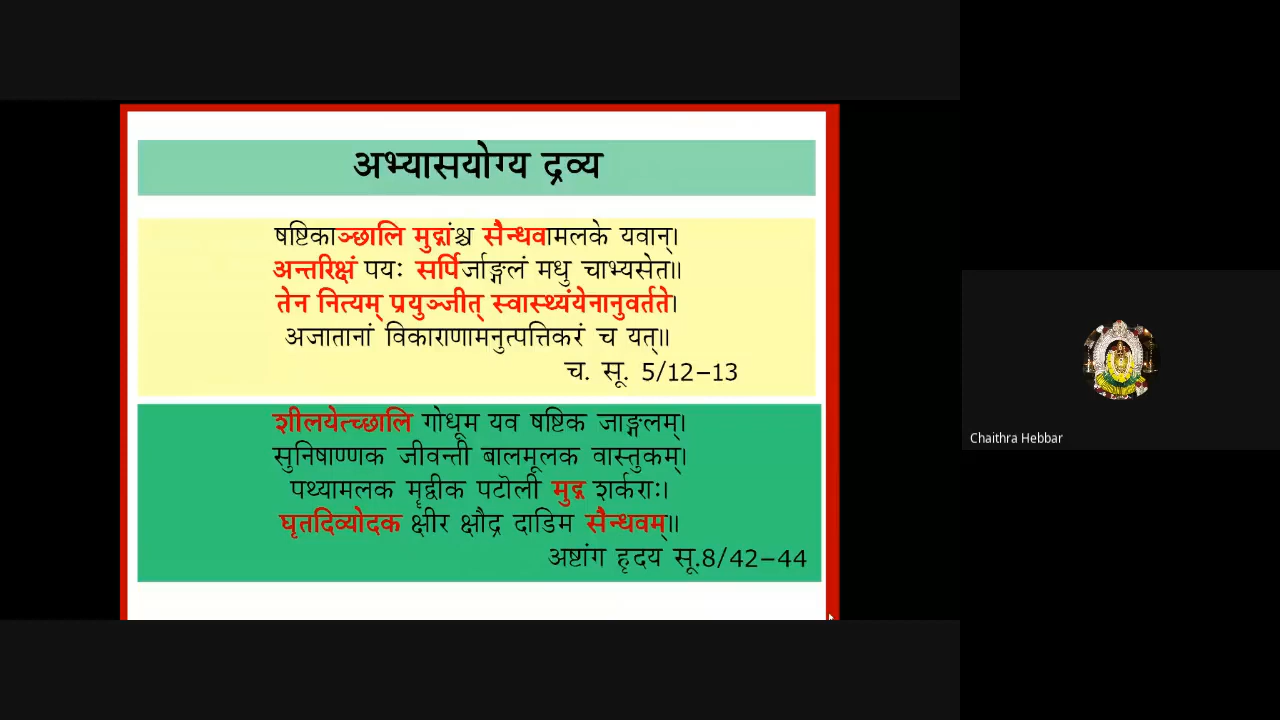 अभ्यासयोग्य द्रव्य
षष्टिकाञ्छालि मुद्गांश्च सैन्धवामलके यवान्।
अन्तरिक्षं पयः सर्पिर्जाङ्गलं मधु चाभ्यसेत॥
तेन नित्यम् प्रयुञ्जीत् स्वास्थ्यंयेनानुवर्तते।
अजातानां विकाराणामनुत्पत्तिकरं च यत्॥
च. सू. 5/12-13
शीलयेत्च्छालि गोधूम यव षष्टिक जाङ्गलम्।
सुनिषाण्णक जीवन्ती बालमूलक वास्तुकम्।
पथ्यामलक मृद्वीक पटॊली मुद्ग शर्कराः।
घृतदिव्योदक क्षीर क्षौद्र दाडिम सैन्धवम्॥
अष्टांग हृदय सू.8/42-44
Chaithra Hebbar